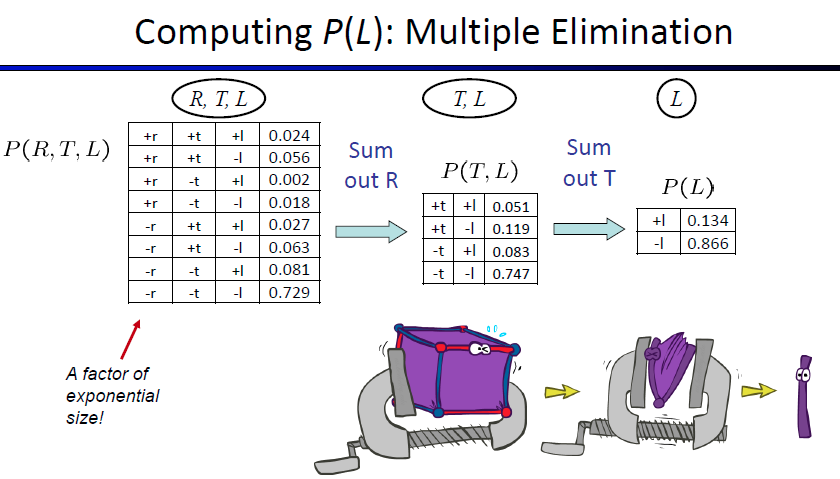 Computing P(L): Multiple Elimination
R, T, L
T, L
L
P(R, T, L)
+r +t +l 0.024
+r +t -l 0.056
+r -t +l 0.002
+r -t -l 0.018
-r +t +l 0.027
-r +t -l 0.063
-r -t +l 0.081
-r -t -l 0.729
Sum
out R
P(T, L)
+t +l 0.051
+t -l 0.119
-t +l 0.083
-t -l 0.747
Sum
out T
P(L)
+l 0.134
-l 0.866
A factor of
exponential
size!